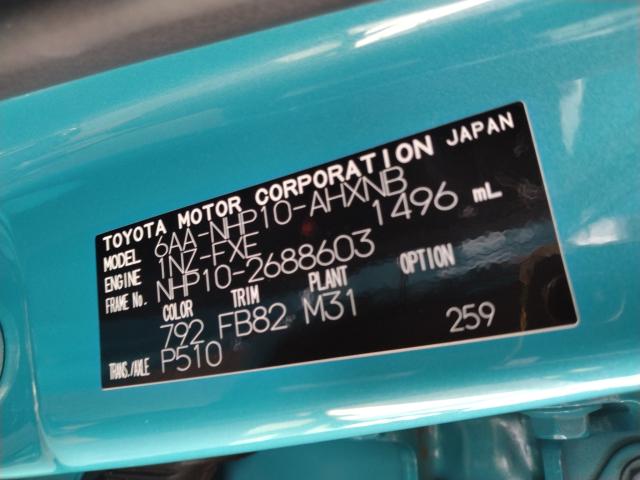 TOYOTA MOTOR CORPORATION JAPAN
MODEL 6AA-NHP10-AHXNB
ENGINE 1NZ-FXE 1496 mL
FRAME No. NHP10-2688603
COLOR TRIM PLANT OPTION
792 FB82 M31
TRANS./AXLE P510 259